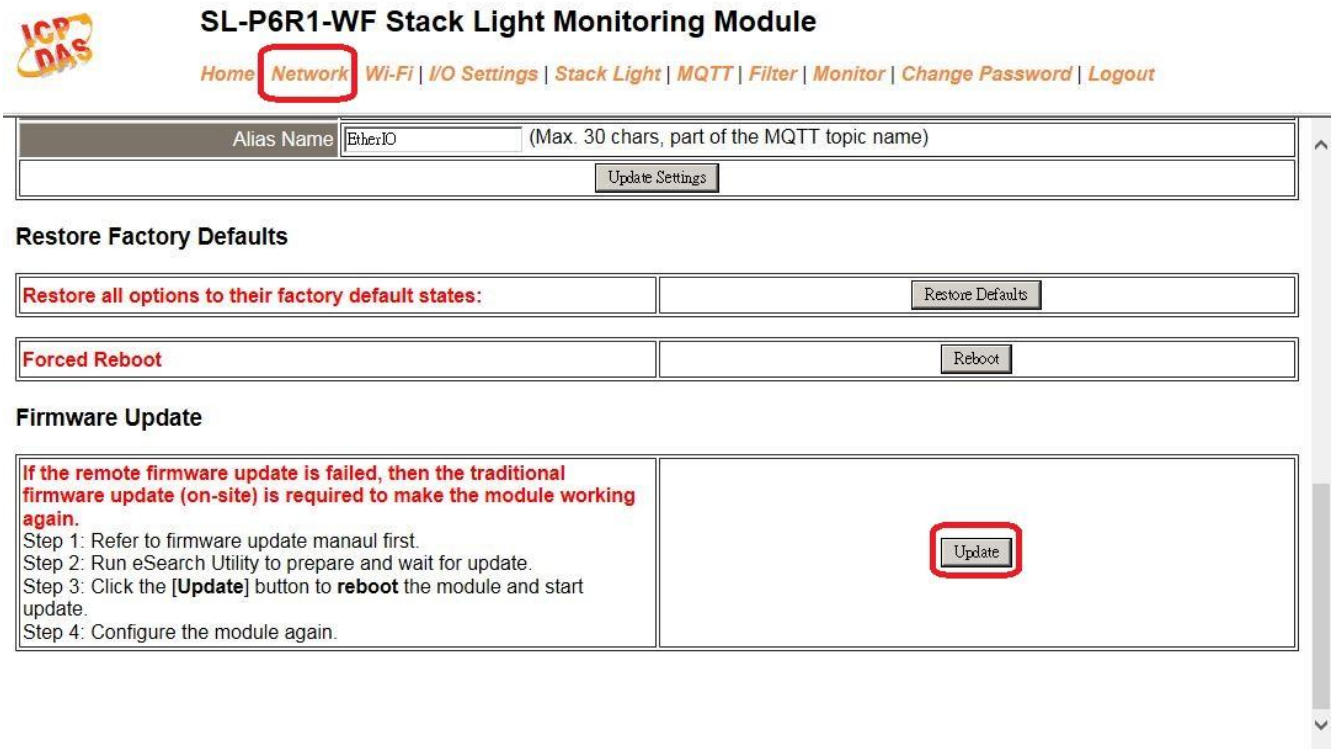 ICP
DAS
SL-P6R1-WF Stack Light Monitoring Module
Home Network Wi-Fi | I/O Settings | Stack Light | MQTT | Filter | Monitor | Change Password | Logout
Alias Name EtherIO (Max. 30 chars, part of the MQTT topic name)
Update Settings
Restore Factory Defaults
Restore all options to their factory default states: Restore Defaults
Forced Reboot Reboot
Firmware Update
If the remote firmware update is failed, then the traditional
firmware update (on-site) is required to make the module working
again.
Step 1: Refer to firmware update manaul first.
Step 2: Run eSearch Utility to prepare and wait for update.
Step 3: Click the [Update] button to reboot the module and start
update.
Step 4: Configure the module again.
Update